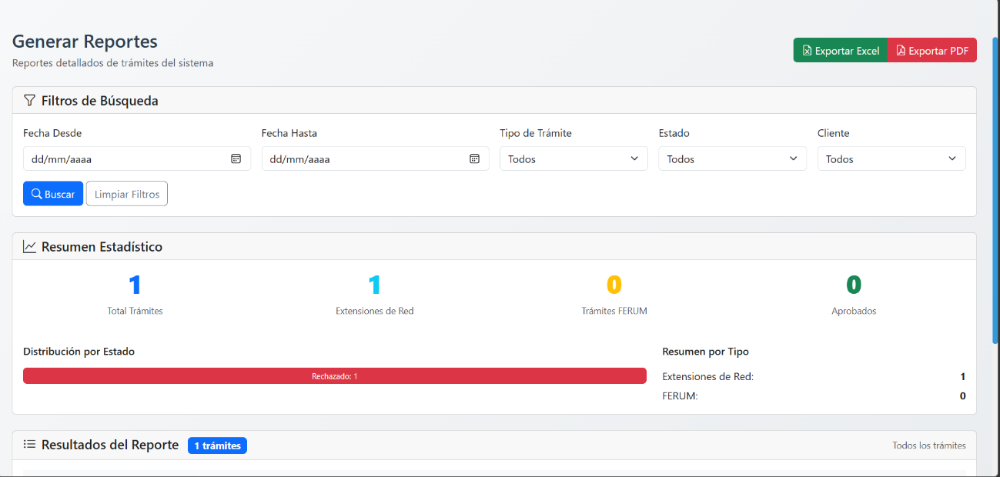 Generar Reportes
Reportes detallados de trámites del sistema
Exportar Excel Exportar PDF
Filtros de Búsqueda
Fecha Desde Fecha Hasta Tipo de Trámite Estado Cliente
dd/mm/aaaa dd/mm/aaaa Todos Todos Todos
Buscar Limpiar Filtros
Resumen Estadístico
1 1 0 0
Total Trámites Extensiones de Red Trámites FERUM Aprobados
Distribución por Estado Resumen por Tipo
Rechazado: 1 Extensiones de Red: 1
FERUM: 0
Resultados del Reporte 1 trámites Todos los trámites